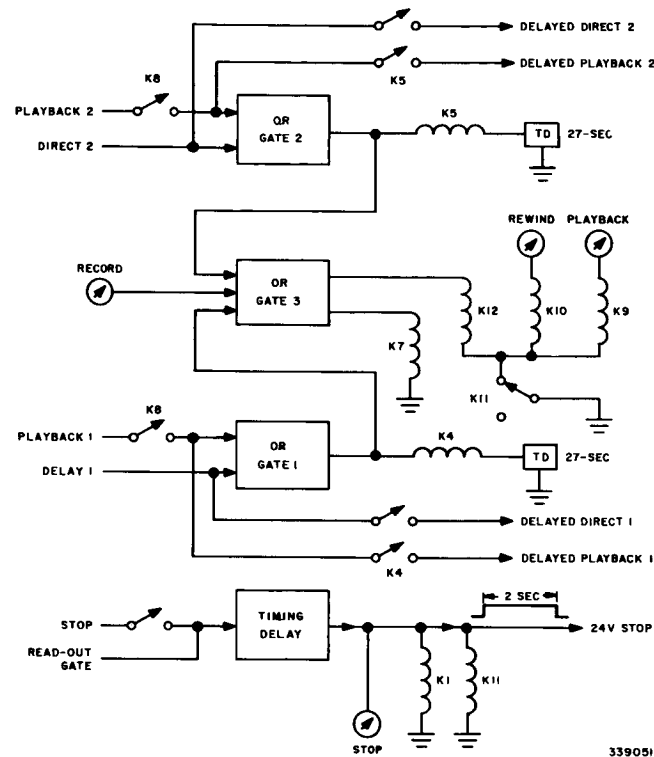 DELAYED DIRECT 2
DELAYED PLAYBACK 2
K8
K5
PLAYBACK 2
OR
GATE 2
K5
TD
27-SEC
DIRECT 2
REWIND
PLAYBACK
RECORD
OR
GATE 3
K12
K10
K9
K7
K11
K8
PLAYBACK 1
OR
GATE 1
K4
TD
27-SEC
DELAY 1
DELAYED DIRECT 1
DELAYED PLAYBACK 1
K4
2 SEC
STOP
TIMING
DELAY
24V STOP
READ-OUT
GATE
K1
K11
STOP
339051